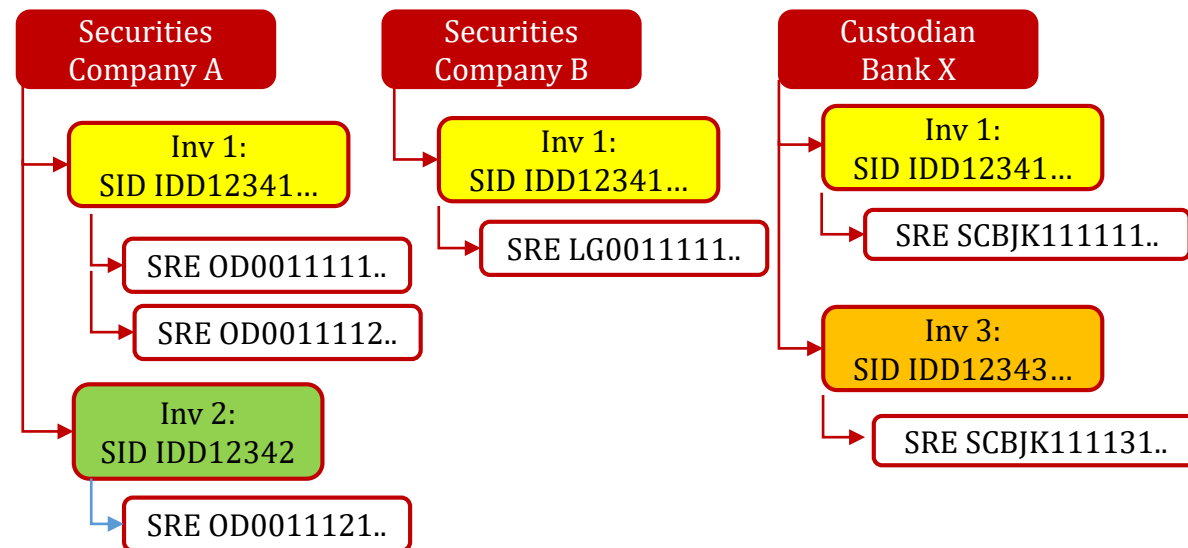 Securities
Company A
Inv 1:
SID IDD12341...
SRE OD0011111..
SRE OD0011112..
Inv 2:
SID IDD12342
SRE OD0011121..
Securities
Company B
Inv 1:
SID IDD12341...
SRE LG0011111..
Custodian
Bank X
Inv 1:
SID IDD12341...
SRE SCBJK111111..
Inv 3:
SID IDD12343...
SRE SCBJK111131..